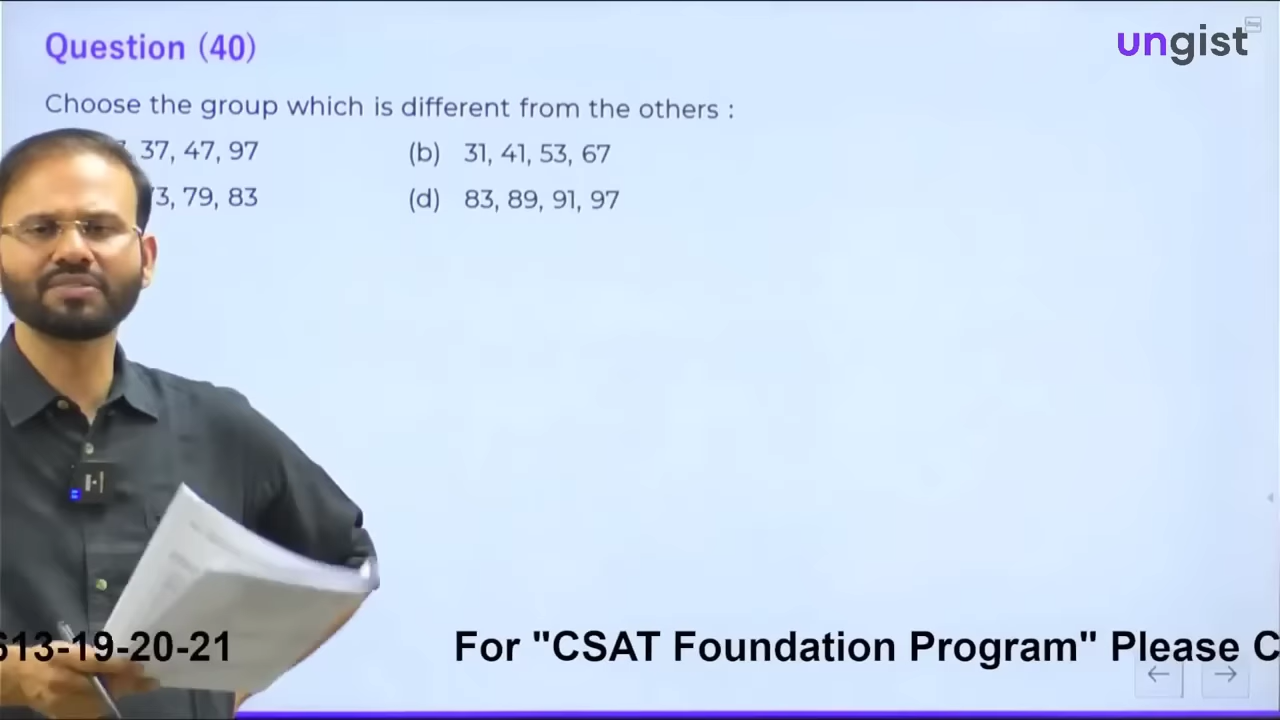 Question (40)
ungist
Choose the group which is different from the others :
37, 47, 97
(b) 31, 41, 53, 67
79, 83
(d) 83, 89, 91, 97
613-19-20-21
For "CSAT Foundation Program" Please C